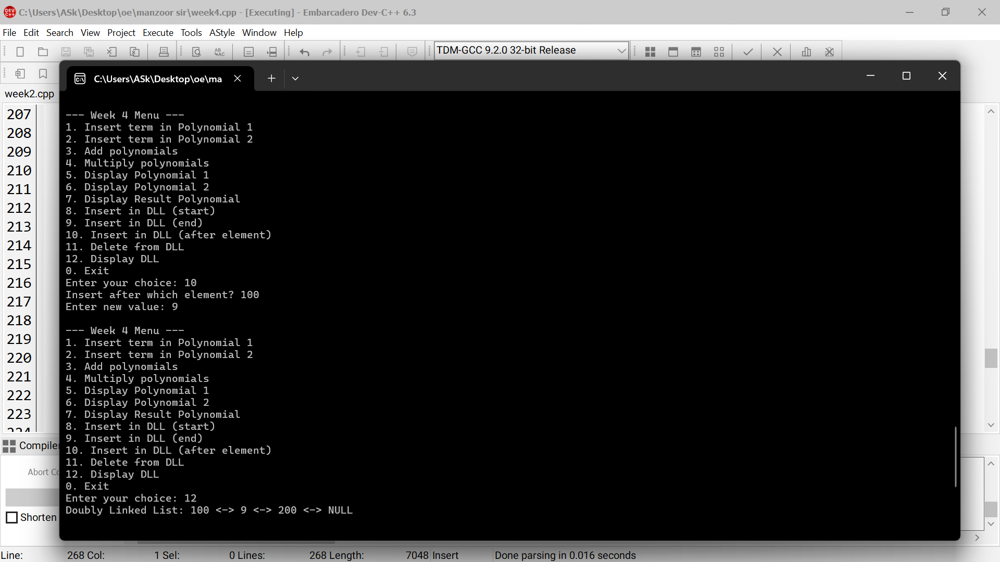 C:\Users\ASk\Desktop\oe\manzoor sir\week4.cpp - [Executing] - Embarcadero Dev-C++ 6.3
File Edit Search View Project Execute Tools AStyle Window Help
TDM-GCC 9.2.0 32-bit Release
C:\Users\ASk\Desktop\oe\ma
week2.cpp
207
208
209
210
211
212
213
214
215
216
217
218
219
220
221
222
223
224
--- Week 4 Menu ---
1. Insert term in Polynomial 1
2. Insert term in Polynomial 2
3. Add polynomials
4. Multiply polynomials
5. Display Polynomial 1
6. Display Polynomial 2
7. Display Result Polynomial
8. Insert in DLL (start)
9. Insert in DLL (end)
10. Insert in DLL (after element)
11. Delete from DLL
12. Display DLL
0. Exit
Enter your choice: 10
Insert after which element? 100
Enter new value: 9
--- Week 4 Menu ---
1. Insert term in Polynomial 1
2. Insert term in Polynomial 2
3. Add polynomials
4. Multiply polynomials
5. Display Polynomial 1
6. Display Polynomial 2
7. Display Result Polynomial
8. Insert in DLL (start)
9. Insert in DLL (end)
10. Insert in DLL (after element)
11. Delete from DLL
12. Display DLL
0. Exit
Enter your choice: 12
Doubly Linked List: 100 <-> 9 <-> 200 <-> NULL
Compiler
Abort Co
Shorten
Line: 268 Col: 1 Sel: 0 Lines: 268 Length: 7048 Insert Done parsing in 0.016 seconds